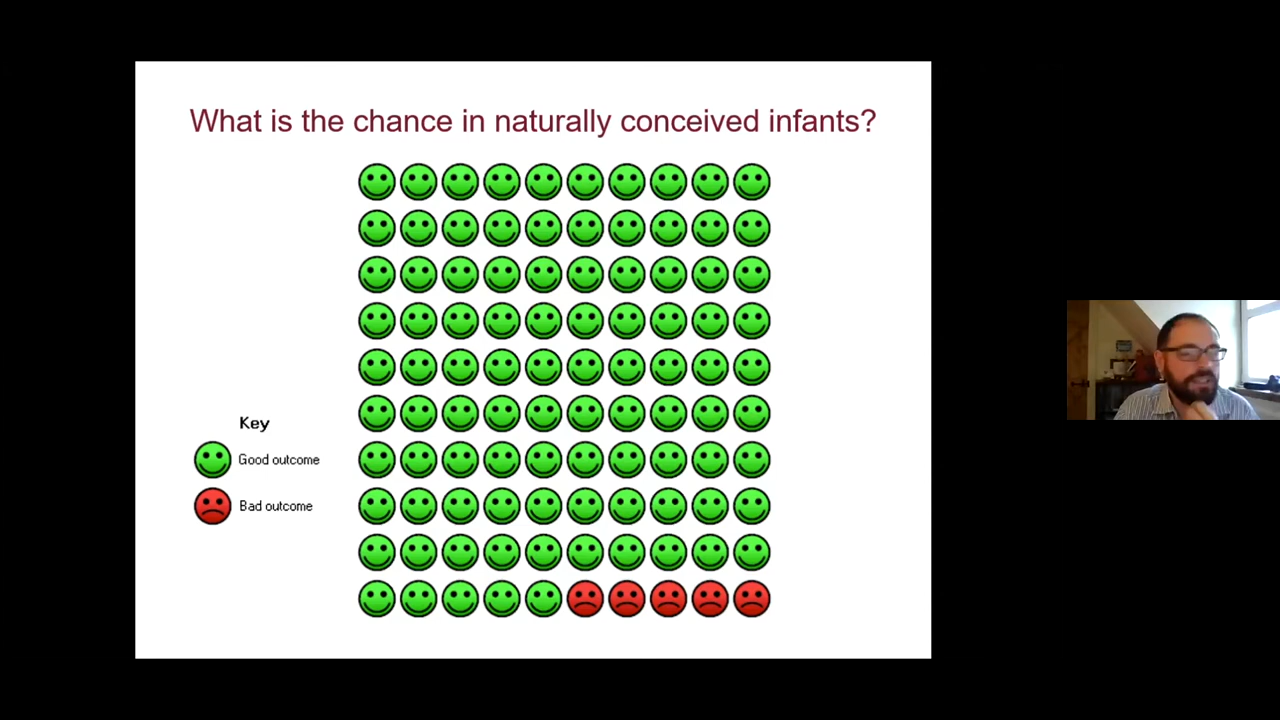 What is the chance in naturally conceived infants?
Key
Good outcome
Bad outcome